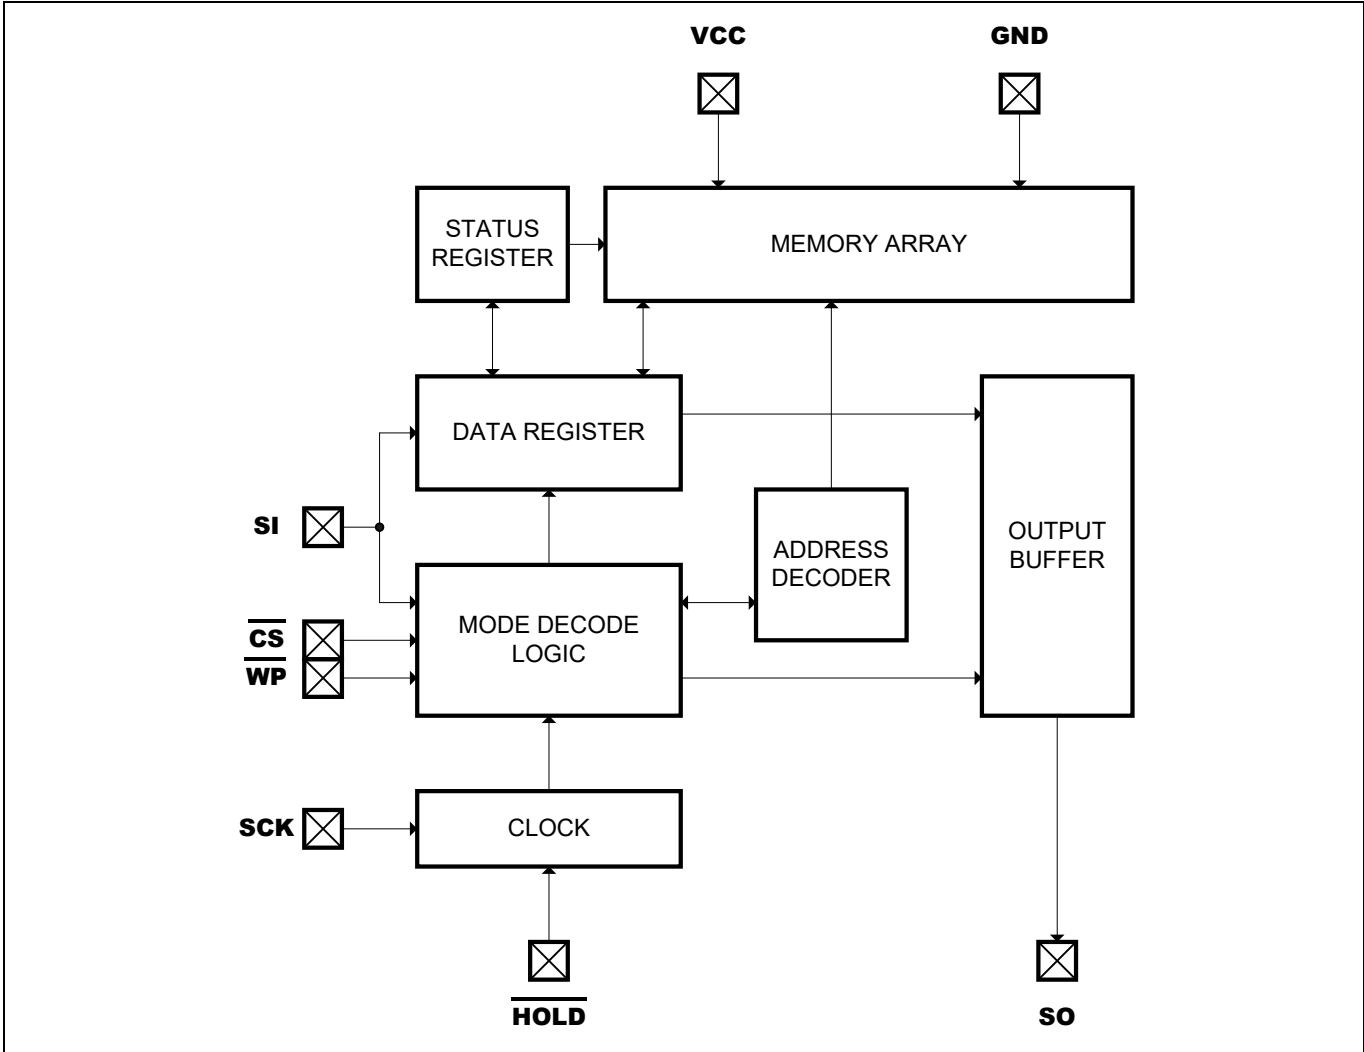 VCC
GND
STATUS
REGISTER
MEMORY ARRAY
DATA REGISTER
SI
ADDRESS
DECODER
OUTPUT
BUFFER
CS
WP
MODE DECODE
LOGIC
SCK
CLOCK
HOLD
SO